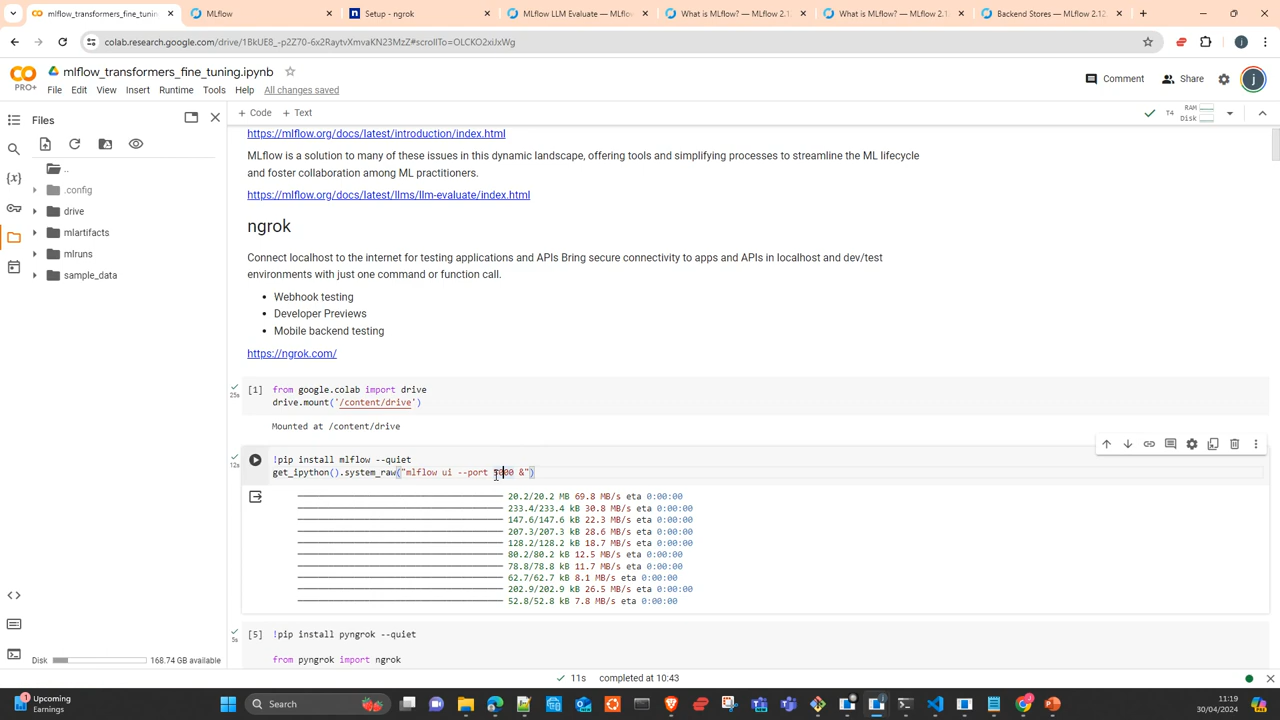 mlflow_transformers_fine_tuning
MLflow
Setup - ngrok
MLflow LLM Evaluate — MLflow
What is MLflow? — MLflow 2.1
What is MLflow? — MLflow 2.1
Backend Stores — MLflow 2.12.
colab.research.google.com/drive/1BkUE8_-p2Z70-6x2RaytvXmvaKN23MzZ#scrollTo=OLCKO2xiJxWg
mlflow_transformers_fine_tuning.ipynb
PRO+
File Edit View Insert Runtime Tools Help All changes saved
Comment Share j
Files
+ Code + Text
T4 RAM Disk
..
.config
drive
mlartifacts
mlruns
sample_data
Disk 168.74 GB available
https://mlflow.org/docs/latest/introduction/index.html
MLflow is a solution to many of these issues in this dynamic landscape, offering tools and simplifying processes to streamline the ML lifecycle
and foster collaboration among ML practitioners.
https://mlflow.org/docs/latest/llms/llm-evaluate/index.html
ngrok
Connect localhost to the internet for testing applications and APIs Bring secure connectivity to apps and APIs in localhost and dev/test
environments with just one command or function call.
• Webhook testing
• Developer Previews
• Mobile backend testing
https://ngrok.com/
25s
[1] from google.colab import drive
drive.mount('/content/drive')
Mounted at /content/drive
12s
!pip install mlflow --quiet
get_ipython().system_raw("mlflow ui --port 5000 &")
20.2/20.2 MB 69.8 MB/s eta 0:00:00
233.4/233.4 kB 30.8 MB/s eta 0:00:00
147.6/147.6 kB 22.3 MB/s eta 0:00:00
207.3/207.3 kB 28.6 MB/s eta 0:00:00
128.2/128.2 kB 18.7 MB/s eta 0:00:00
80.2/80.2 kB 12.5 MB/s eta 0:00:00
78.8/78.8 kB 11.7 MB/s eta 0:00:00
62.7/62.7 kB 8.1 MB/s eta 0:00:00
202.9/202.9 kB 26.5 MB/s eta 0:00:00
52.8/52.8 kB 7.8 MB/s eta 0:00:00
5s
[5] !pip install pyngrok --quiet
from pyngrok import ngrok
11s completed at 10:43
Upcoming
Earnings
Search
11:19
30/04/2024